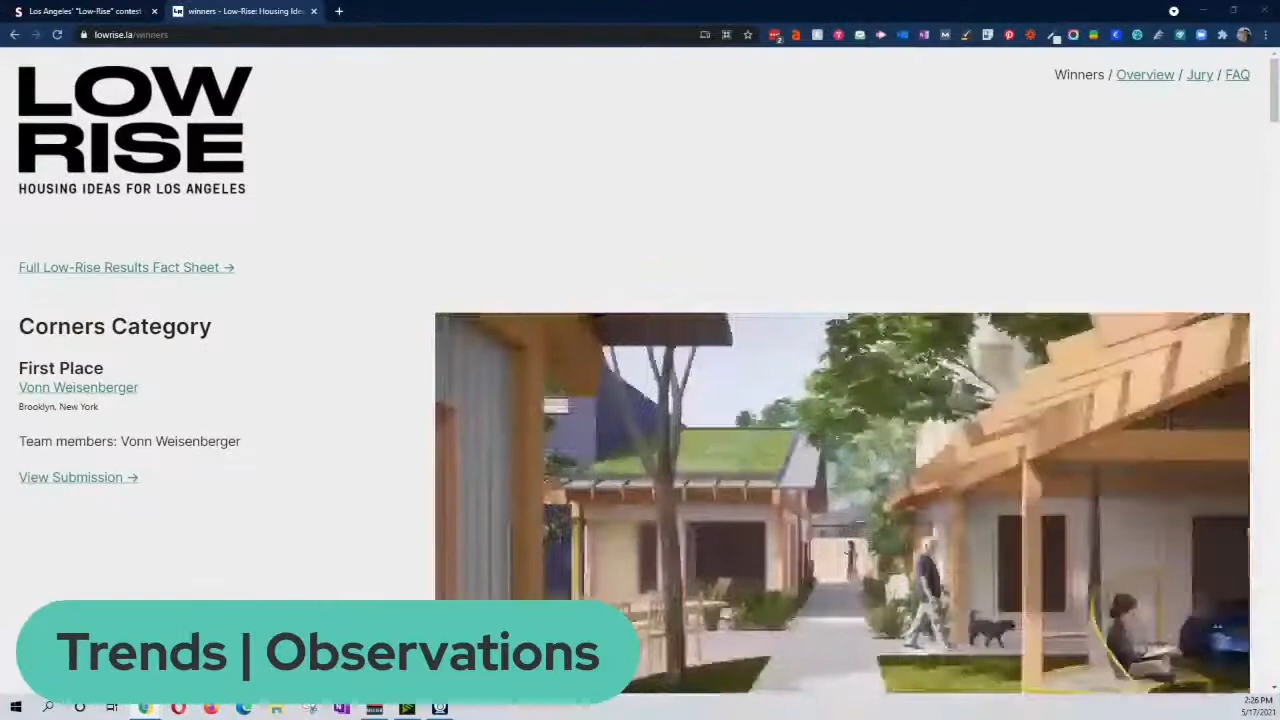 Los Angeles' "Low-Rise" contest
winners - Low-Rise: Housing Ide
lowrise.la/winners
Winners / Overview / Jury / FAQ
LOW
RISE
HOUSING IDEAS FOR LOS ANGELES
Full Low-Rise Results Fact Sheet →
Corners Category
First Place
Vonn Weisenberger
Brooklyn, New York
Team members: Vonn Weisenberger
View Submission →
Trends | Observations
2:26 PM
5/17/2021